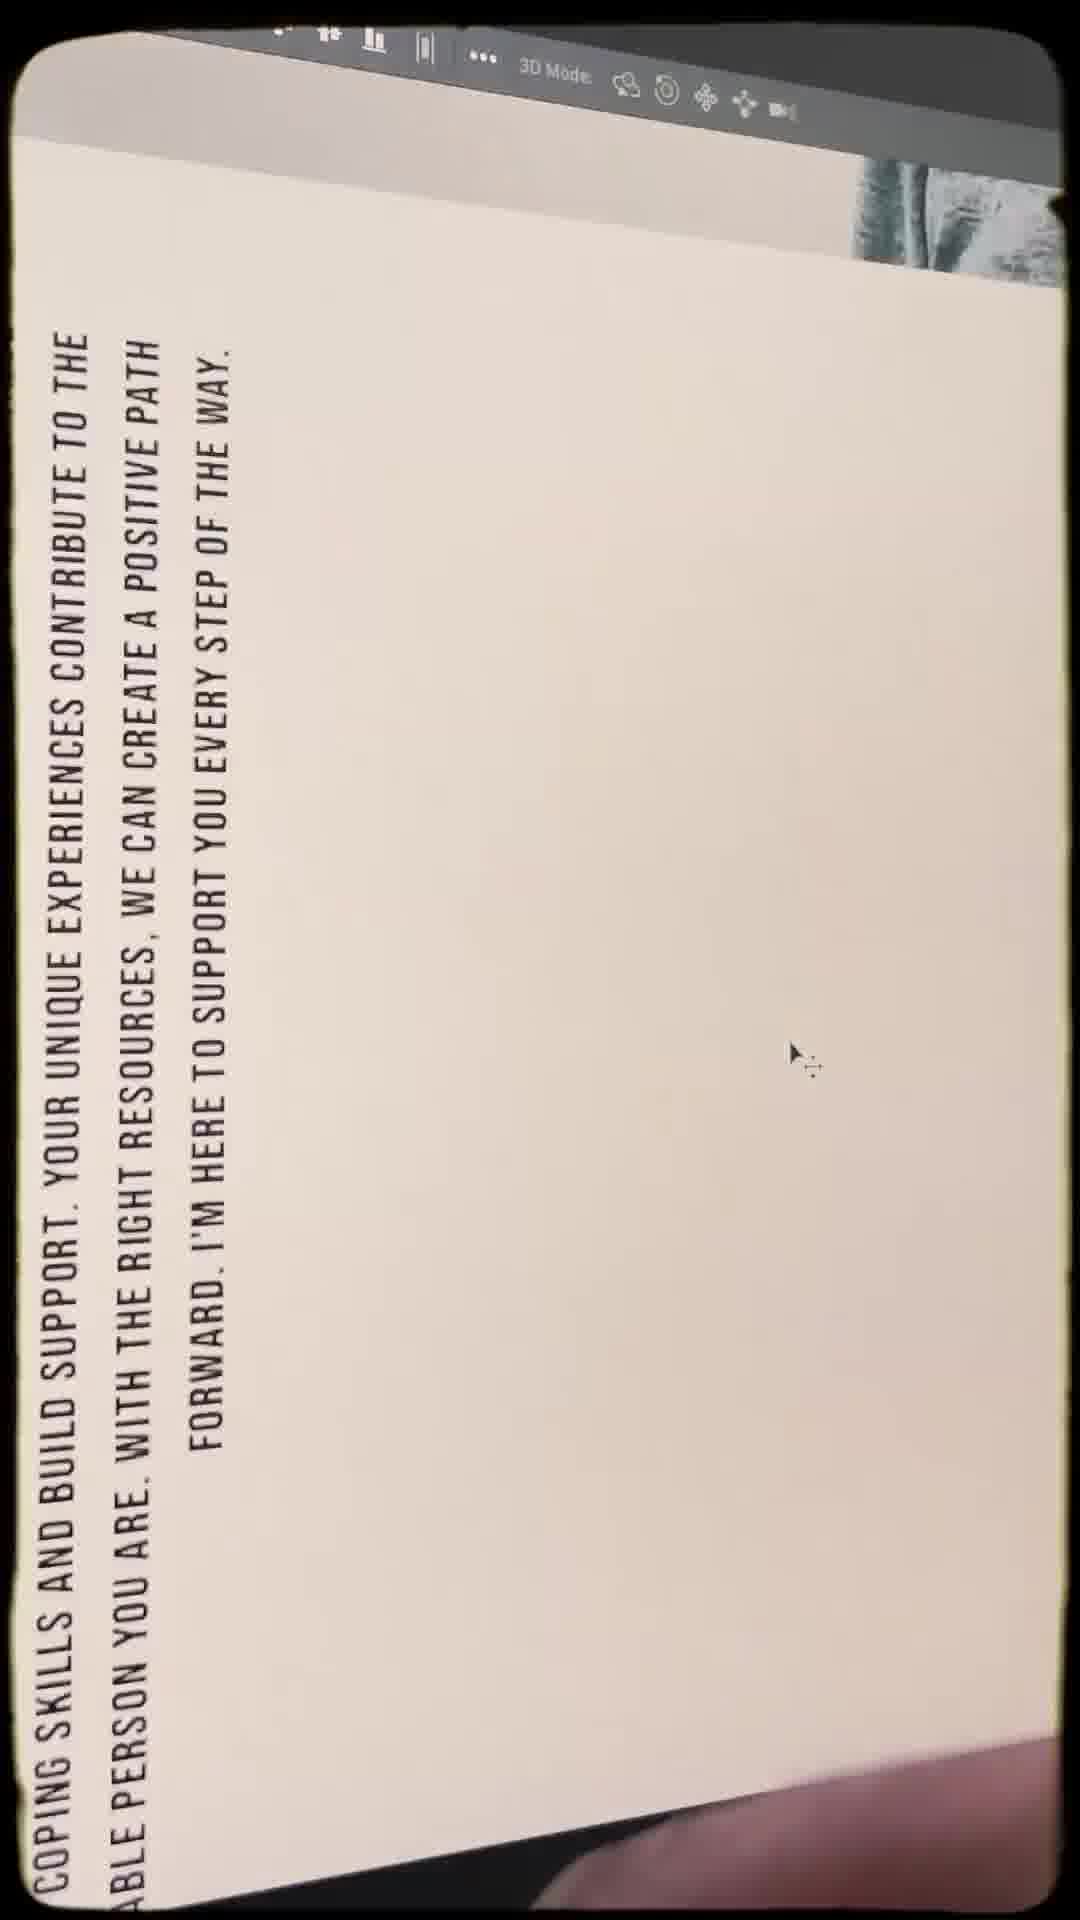 3D Mode:
COPING SKILLS AND BUILD SUPPORT. YOUR UNIQUE EXPERIENCES CONTRIBUTE TO THE
ABLE PERSON YOU ARE. WITH THE RIGHT RESOURCES, WE CAN CREATE A POSITIVE PATH
FORWARD. I'M HERE TO SUPPORT YOU EVERY STEP OF THE WAY.